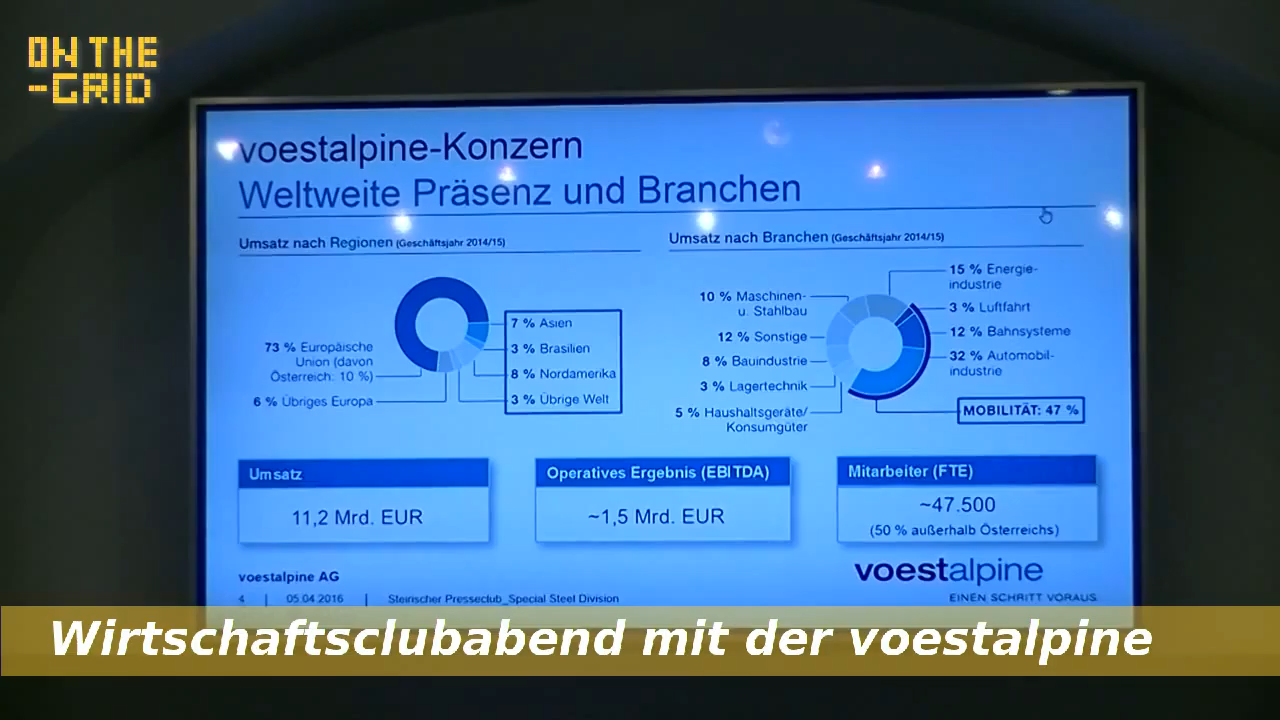 ON THE
-GRID
voestalpine-Konzern
Weltweite Präsenz und Branchen
Umsatz nach Regionen (Geschäftsjahr 2014/15)
73 % Europäische
Union (davon
Österreich: 10 %)
6 % Übriges Europa
7 % Asien
3 % Brasilien
8 % Nordamerika
3 % Übrige Welt
Umsatz nach Branchen (Geschäftsjahr 2014/15)
10 % Maschinen-
u. Stahlbau
12 % Sonstige
8 % Bauindustrie
3 % Lagertechnik
5 % Haushaltsgeräte/
Konsumgüter
15 % Energie-
industrie
3 % Luftfahrt
12 % Bahnsysteme
32 % Automobil-
industrie
MOBILITÄT: 47 %
Umsatz
11,2 Mrd. EUR
Operatives Ergebnis (EBITDA)
~1,5 Mrd. EUR
Mitarbeiter (FTE)
~47.500
(50 % außerhalb Österreichs)
voestalpine AG
4 | 05.04.2016 | Steirischer Presseclub_Special Steel Division
voestalpine
EINEN SCHRITT VORAUS.
Wirtschaftsclubabend mit der voestalpine